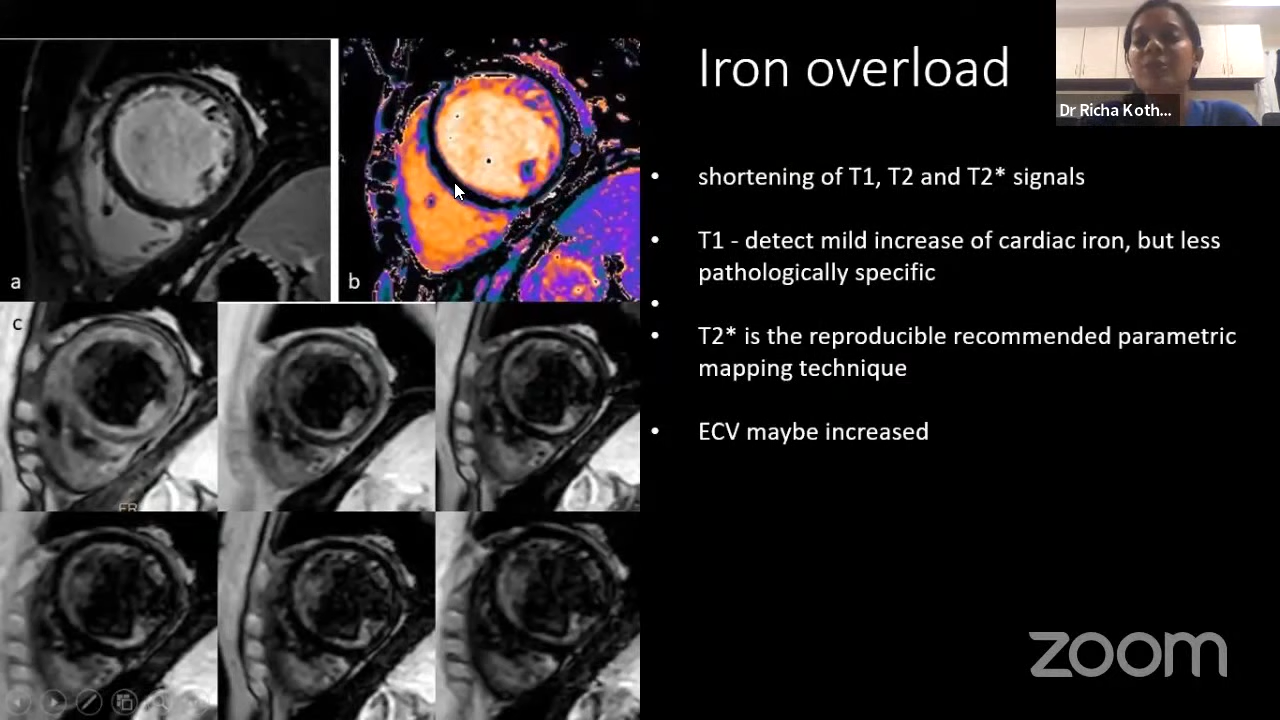 Iron overload
Dr Richa Koth...
• shortening of T1, T2 and T2* signals
• T1 - detect mild increase of cardiac iron, but less
pathologically specific
•
• T2* is the reproducible recommended parametric
mapping technique
• ECV maybe increased
a
b
c
FR
zoom